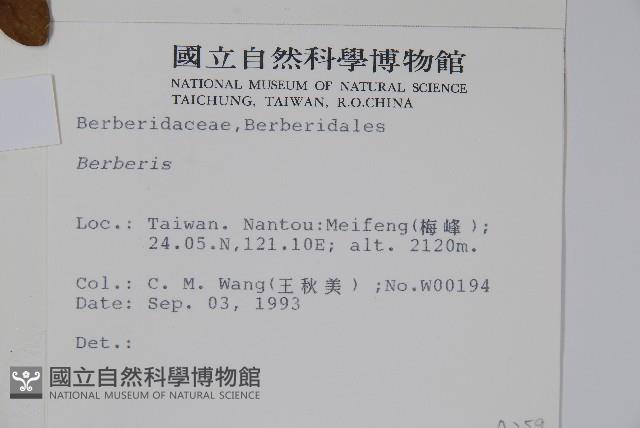 國立自然科學博物館
NATIONAL MUSEUM OF NATURAL SCIENCE
TAICHUNG, TAIWAN, R.O.CHINA
Berberidaceae,Berberidales
Berberis
Loc.: Taiwan. Nantou:Meifeng(梅峰);
24.05.N,121.10E; alt. 2120m.
Col.: C. M. Wang(王秋美) ;No.W00194
Date: Sep. 03, 1993
Det.:
國立自然科學博物館
NATIONAL MUSEUM OF NATURAL SCIENCE